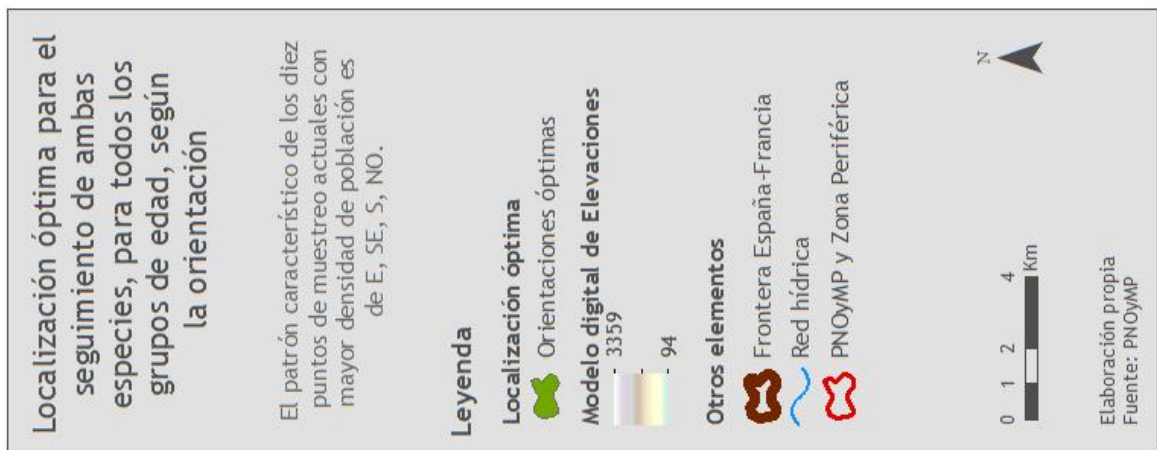 Localización óptima para el
seguimiento de ambas
especies, para todos los
grupos de edad, según
la orientación
El patrón característico de los diez
puntos de muestreo actuales con
mayor densidad de población es
de E, SE, S, NO.
Leyenda
Localización óptima
Orientaciones óptimas
Modelo digital de Elevaciones
3359
94
Otros elementos
Frontera España-Francia
Red hídrica
PNOyMP y Zona Periférica
0 1 2 4
Km
N
Elaboración propia
Fuente: PNOyMP